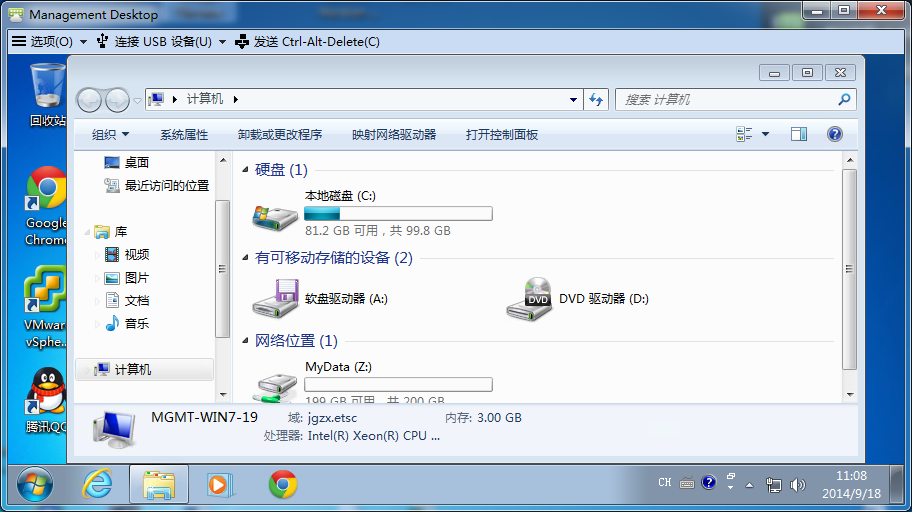 Management Desktop
选项(O) 连接 USB 设备(U) 发送 Ctrl-Alt-Delete(C)
回收站
计算机
搜索 计算机
组织 系统属性 卸载或更改程序 映射网络驱动器 打开控制面板
桌面
最近访问的位置
库
视频
图片
文档
音乐
计算机
硬盘 (1)
本地磁盘 (C:)
81.2 GB 可用，共 99.8 GB
有可移动存储的设备 (2)
软盘驱动器 (A:)
DVD
DVD 驱动器 (D:)
网络位置 (1)
MyData (Z:)
199 GB 可用，共 200 GB
Google
Chrome
VMware
vSphe...
腾讯QQ
MGMT-WIN7-19 域: jgzx.etsc 内存: 3.00 GB
处理器: Intel(R) Xeon(R) CPU ...
CH
11:08
2014/9/18